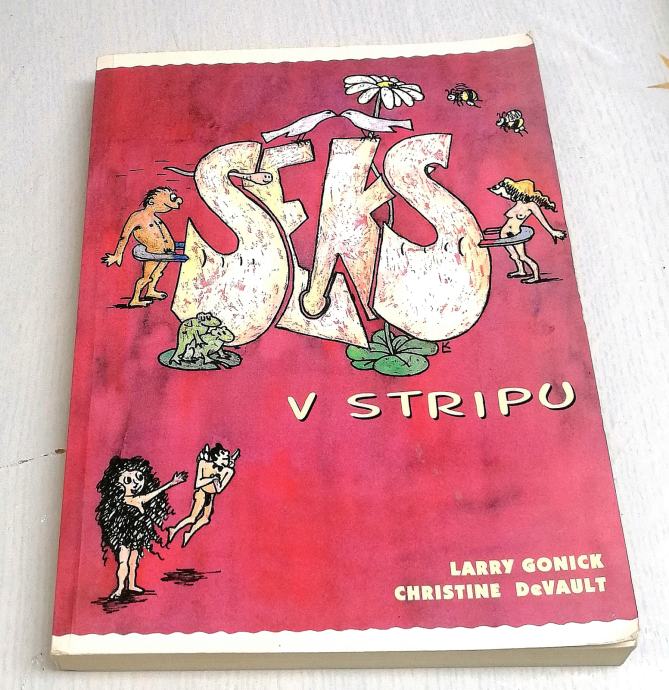 SEKS
V STRIPU
LARRY GONICK
CHRISTINE DeVAULT